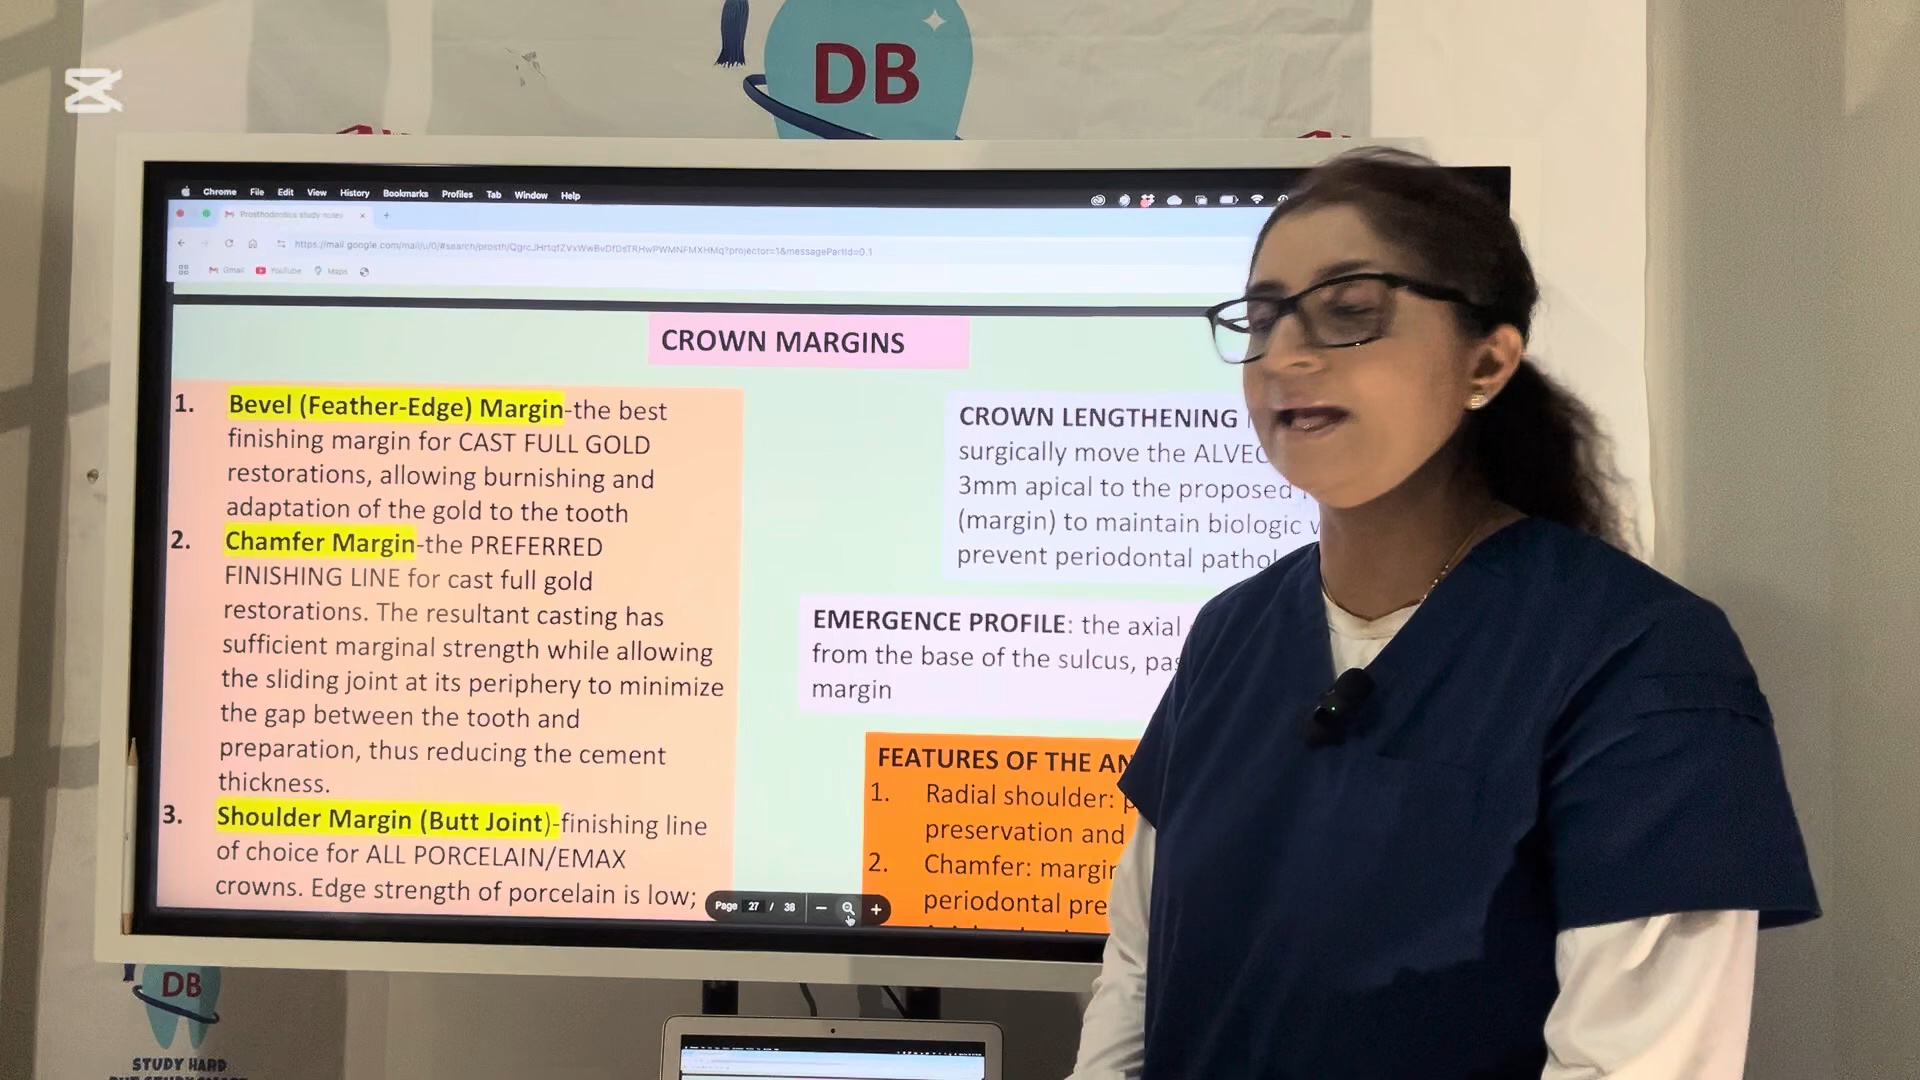 DB
Chrome File Edit View History Bookmarks Profiles Tab Window Help
Prosthodontics study notes
Gmail YouTube Maps
CROWN MARGINS
1. Bevel (Feather-Edge) Margin-the best
finishing margin for CAST FULL GOLD
restorations, allowing burnishing and
adaptation of the gold to the tooth
2. Chamfer Margin-the PREFERRED
FINISHING LINE for cast full gold
restorations. The resultant casting has
sufficient marginal strength while allowing
the sliding joint at its periphery to minimize
the gap between the tooth and
preparation, thus reducing the cement
thickness.
3. Shoulder Margin (Butt Joint)-finishing line
of choice for ALL PORCELAIN/EMAX
crowns. Edge strength of porcelain is low;
CROWN LENGTHENING
surgically move the
3mm apical to the proposed
(margin) to maintain biologic
prevent periodontal
EMERGENCE PROFILE: the axial
from the base of the sulcus,
margin
FEATURES OF THE
1. Radial shoulder:
preservation and
2. Chamfer:
periodontal
Page 27 / 38 − +
DB
STUDY HARD